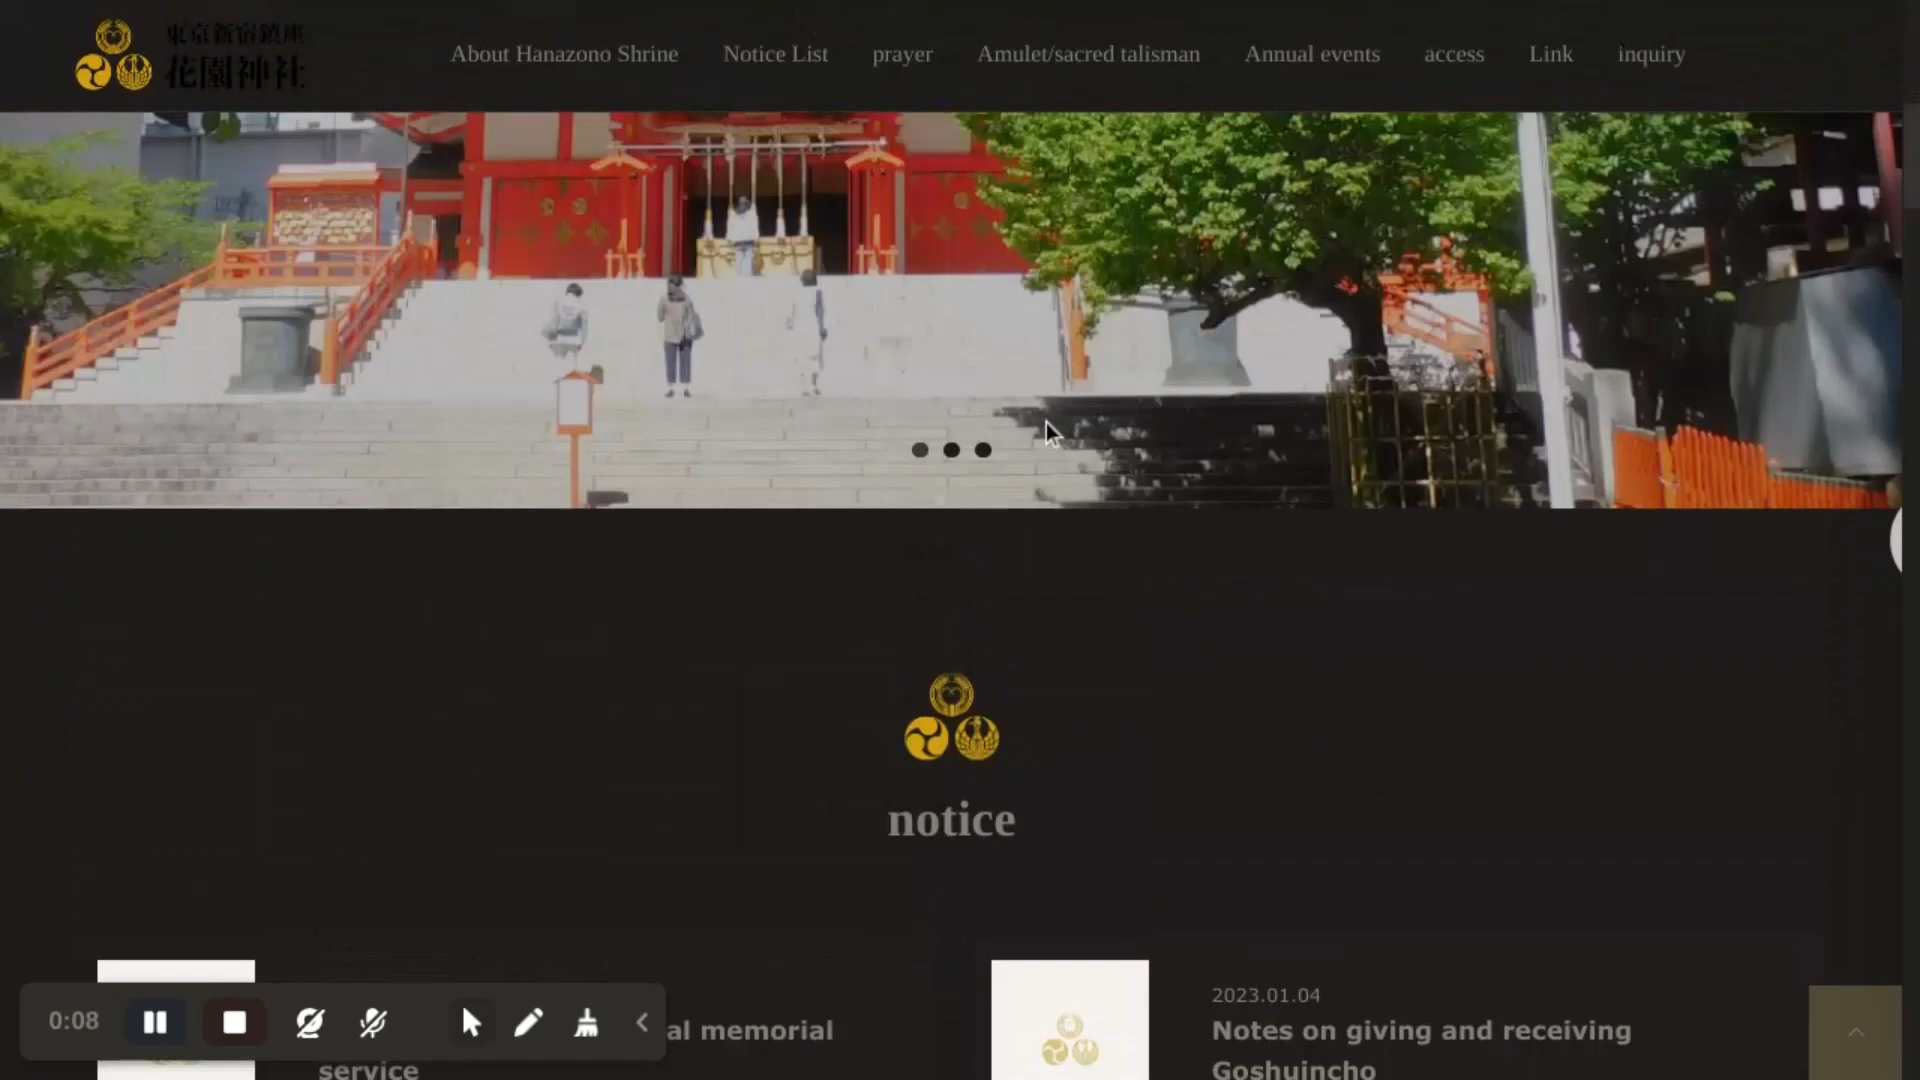 東京新宿鎮座
花園神社
About Hanazono Shrine
Notice List
prayer
Amulet/sacred talisman
Annual events
access
Link
inquiry
notice
al memorial
service
2023.01.04
Notes on giving and receiving
Goshuincho
0:08